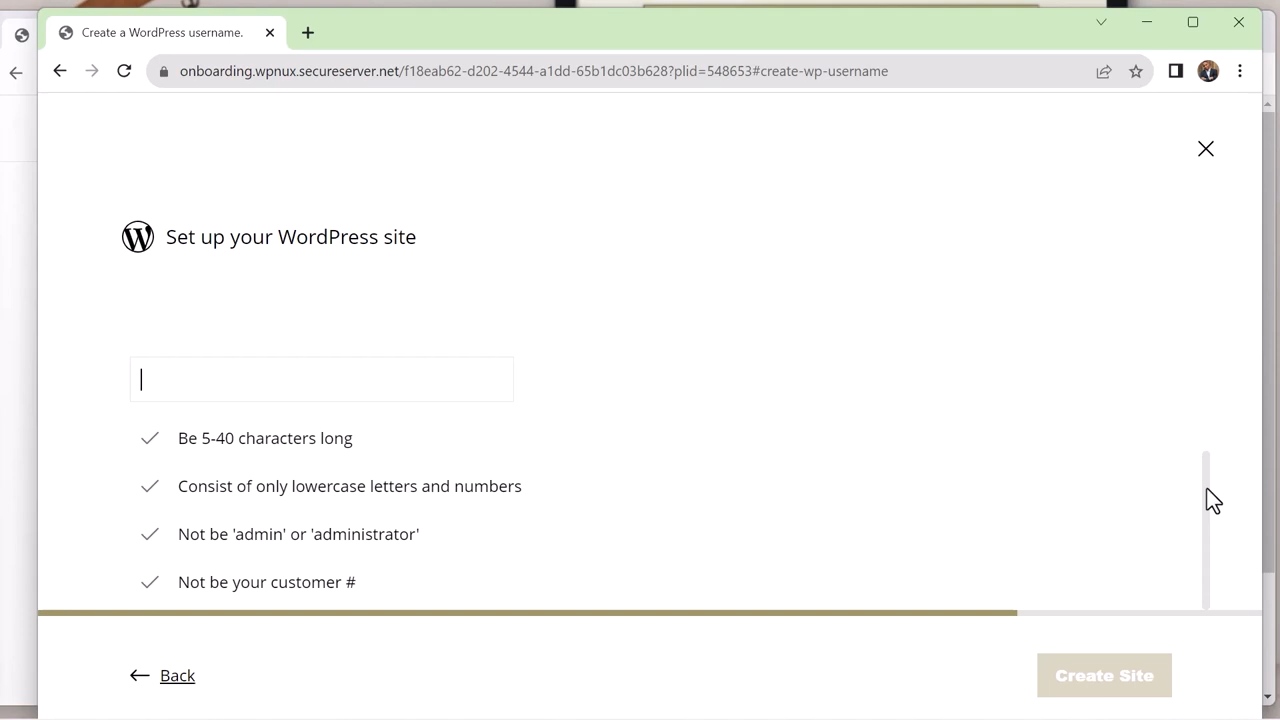 Create a WordPress username.
onboarding.wpnux.secureserver.net/f18eab62-d202-4544-a1dd-65b1dc03b628?plid=548653#create-wp-username
Set up your WordPress site
Be 5-40 characters long
Consist of only lowercase letters and numbers
Not be 'admin' or 'administrator'
Not be your customer #
Back
Create Site